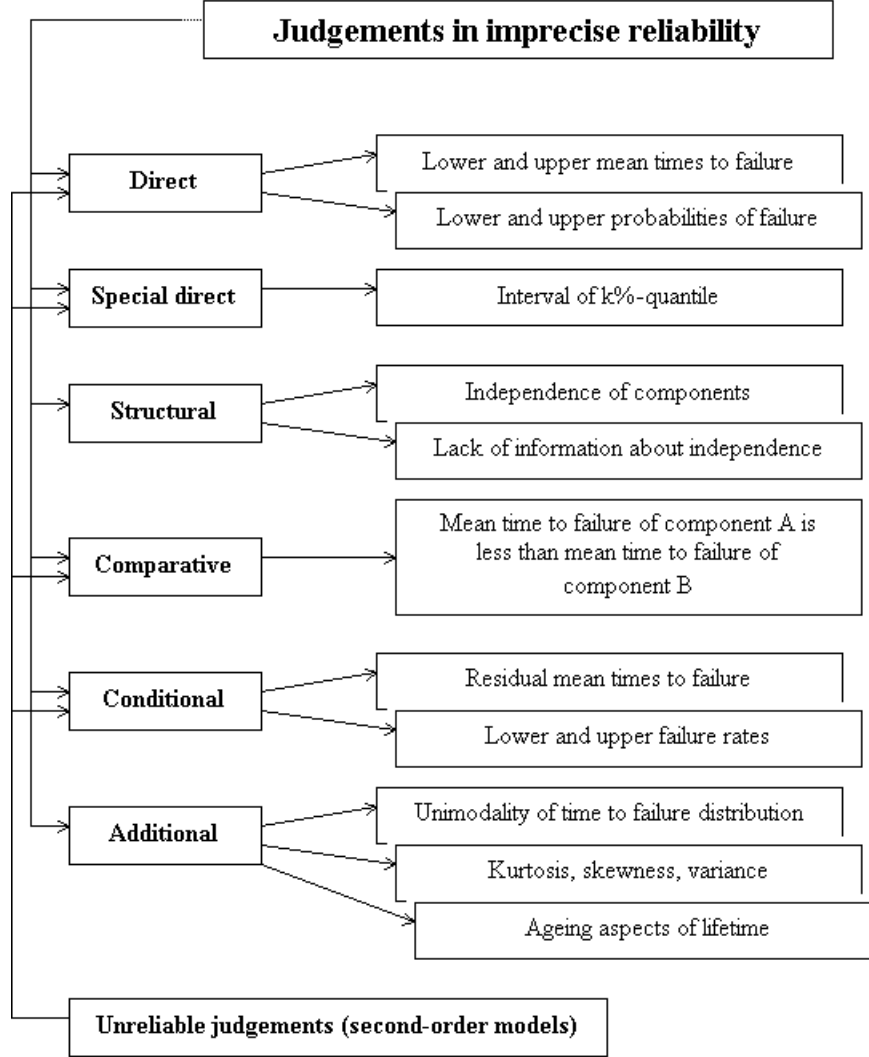 Judgements in imprecise reliability
Direct
Lower and upper mean times to failure
Lower and upper probabilities of failure
Special direct
Interval of k%-quantile
Structural
Independence of components
Lack of information about independence
Comparative
Mean time to failure of component A is
less than mean time to failure of
component B
Conditional
Residual mean times to failure
Lower and upper failure rates
Additional
Unimodality of time to failure distribution
Kurtosis, skewness, variance
Ageing aspects of lifetime
Unreliable judgements (second-order models)